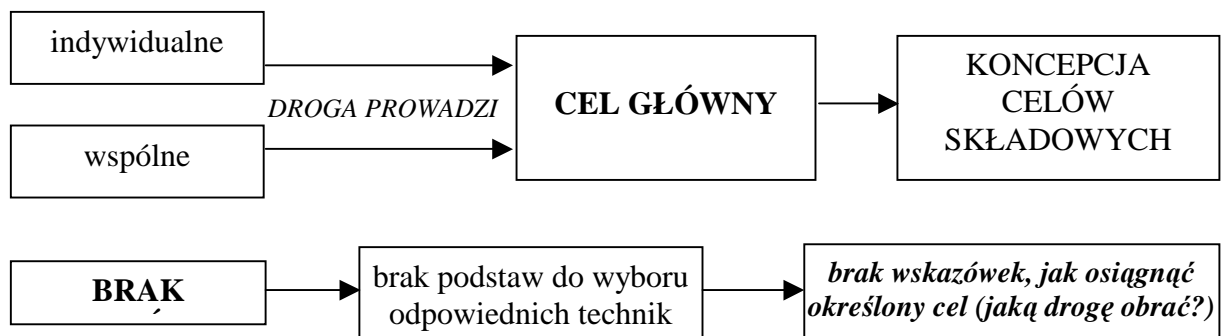 indywidualne
DROGA PROWADZI
wspólne
CEL GŁÓWNY
KONCEPCJA
CELÓW
SKŁADOWYCH
BRAK
brak podstaw do wyboru
odpowiednich technik
brak wskazówek, jak osiągnąć
określony cel (jaką drogę obrać?)